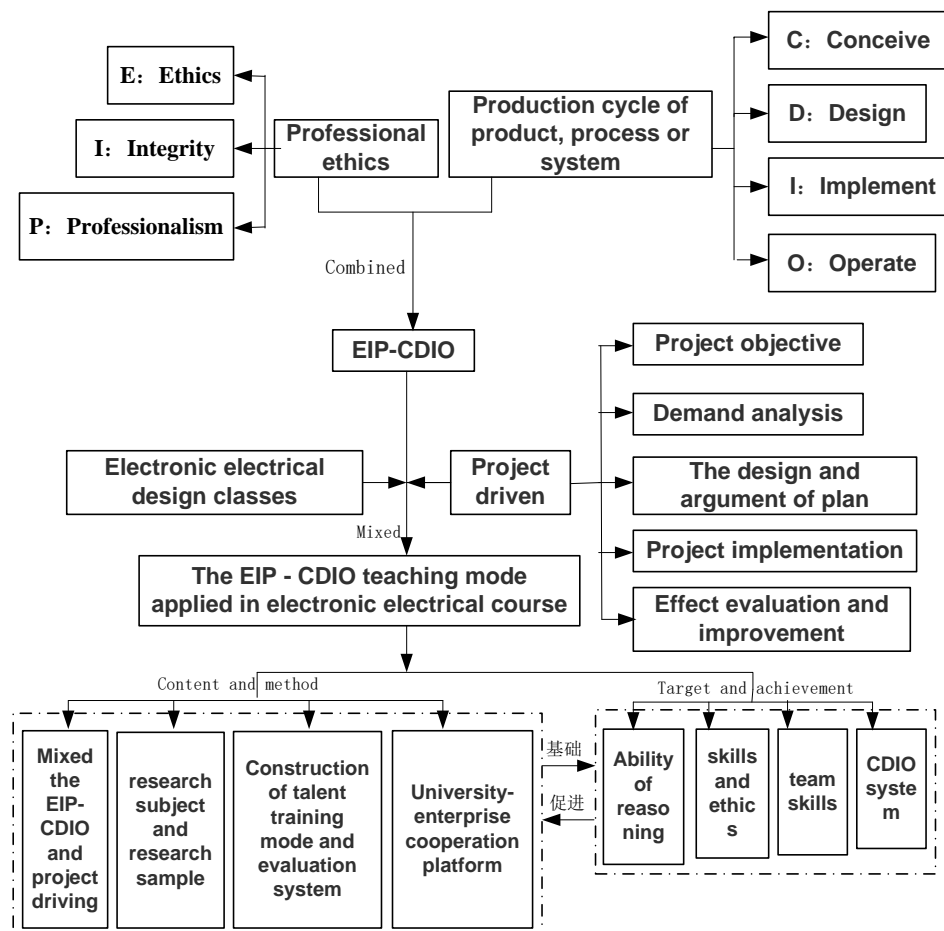 E：Ethics
I：Integrity
P：Professionalism
Professional
ethics
Production cycle of
product, process or
system
C：Conceive
D：Design
I：Implement
O：Operate
Combined
EIP-CDIO
Electronic electrical
design classes
Project
driven
Project objective
Demand analysis
The design and
argument of plan
Project implementation
Effect evaluation and
improvement
Mixed
The EIP - CDIO teaching mode
applied in electronic electrical course
Content and method
Target and achievement
Mixed
the
EIP-
CDIO
and
project
driving
research
subject
and
research
sample
Construction
of talent
training
mode and
evaluation
system
University-
enterprise
cooperation
platform
基础
促进
Ability
of
reaso
ning
skills
and
ethic
s
team
skills
CDIO
syste
m